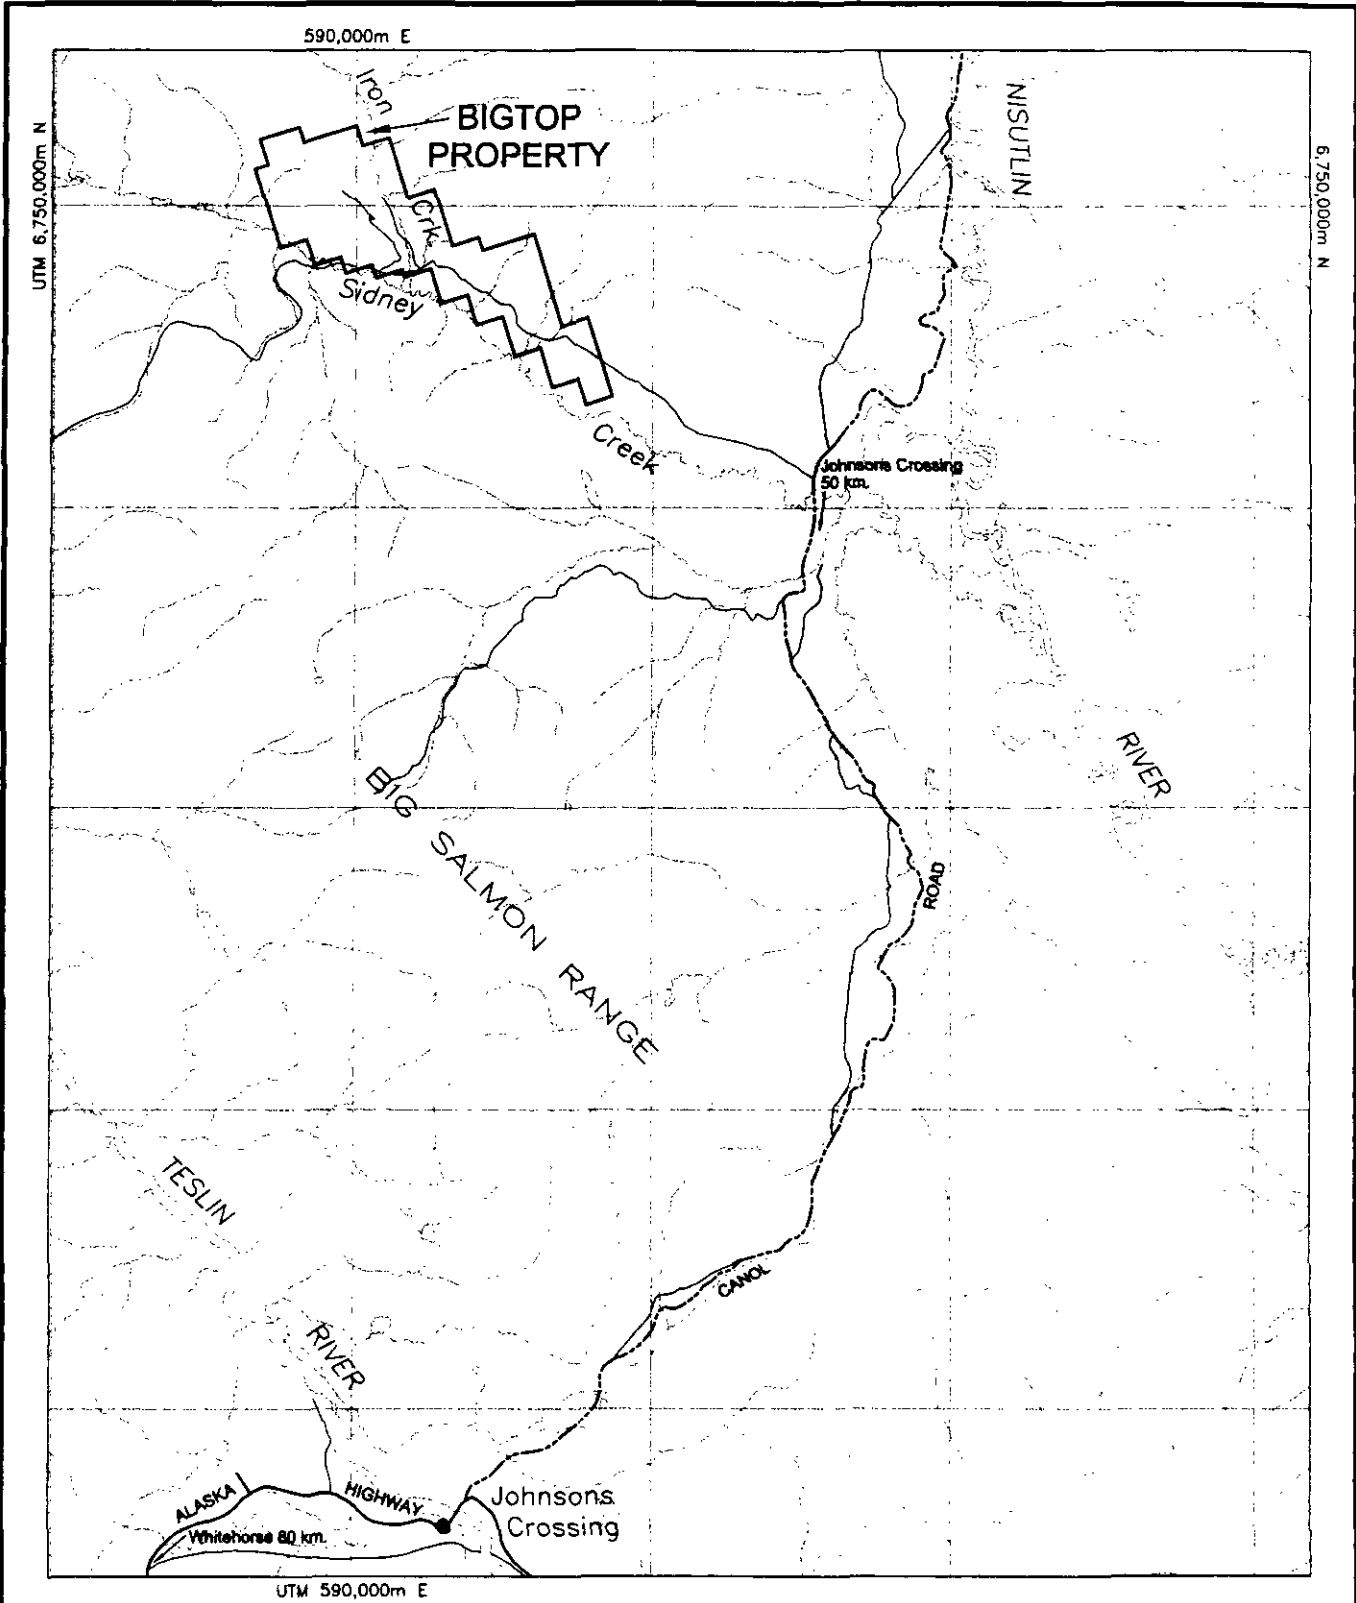 590,000m E
Iron
BIGTOP
PROPERTY
NISUTLIN
UTM 6,750,000m N
6,750,000m N
Crk
Sidney
Creek
Johnsons Crossing
50 km.
RIVER
BIG SALMON RANGE
ROAD
TESLIN
CANOL
RIVER
ALASKA
HIGHWAY
Johnsons
Crossing
Whitehorse 80 km.
UTM 590,000m E